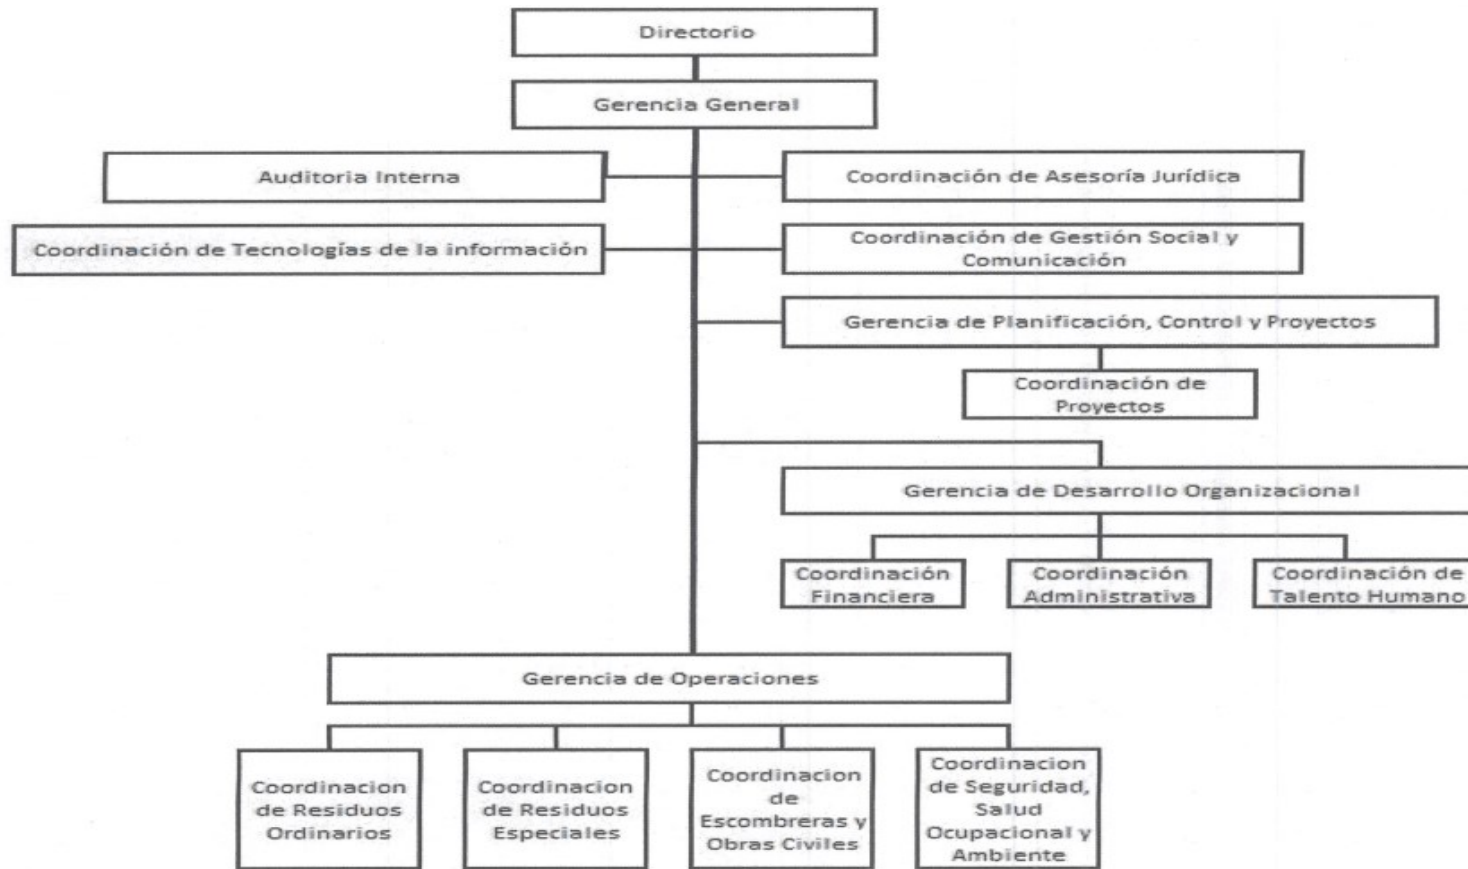 Directorio
Gerencia General
Auditoria Interna
Coordinación de Asesoría Jurídica
Coordinación de Tecnologías de la información
Coordinación de Gestión Social y
Comunicación
Gerencia de Planificación, Control y Proyectos
Coordinación de
Proyectos
Gerencia de Desarrollo Organizacional
Coordinación
Financiera
Coordinación
Administrativa
Coordinación de
Talento Humano
Gerencia de Operaciones
Coordinacion
de Residuos
Ordinarios
Coordinacion
de Residuos
Especiales
Coordinacion
de
Escombreras y
Obras Civiles
Coordinacion
de Seguridad,
Salud
Ocupacional y
Ambiente